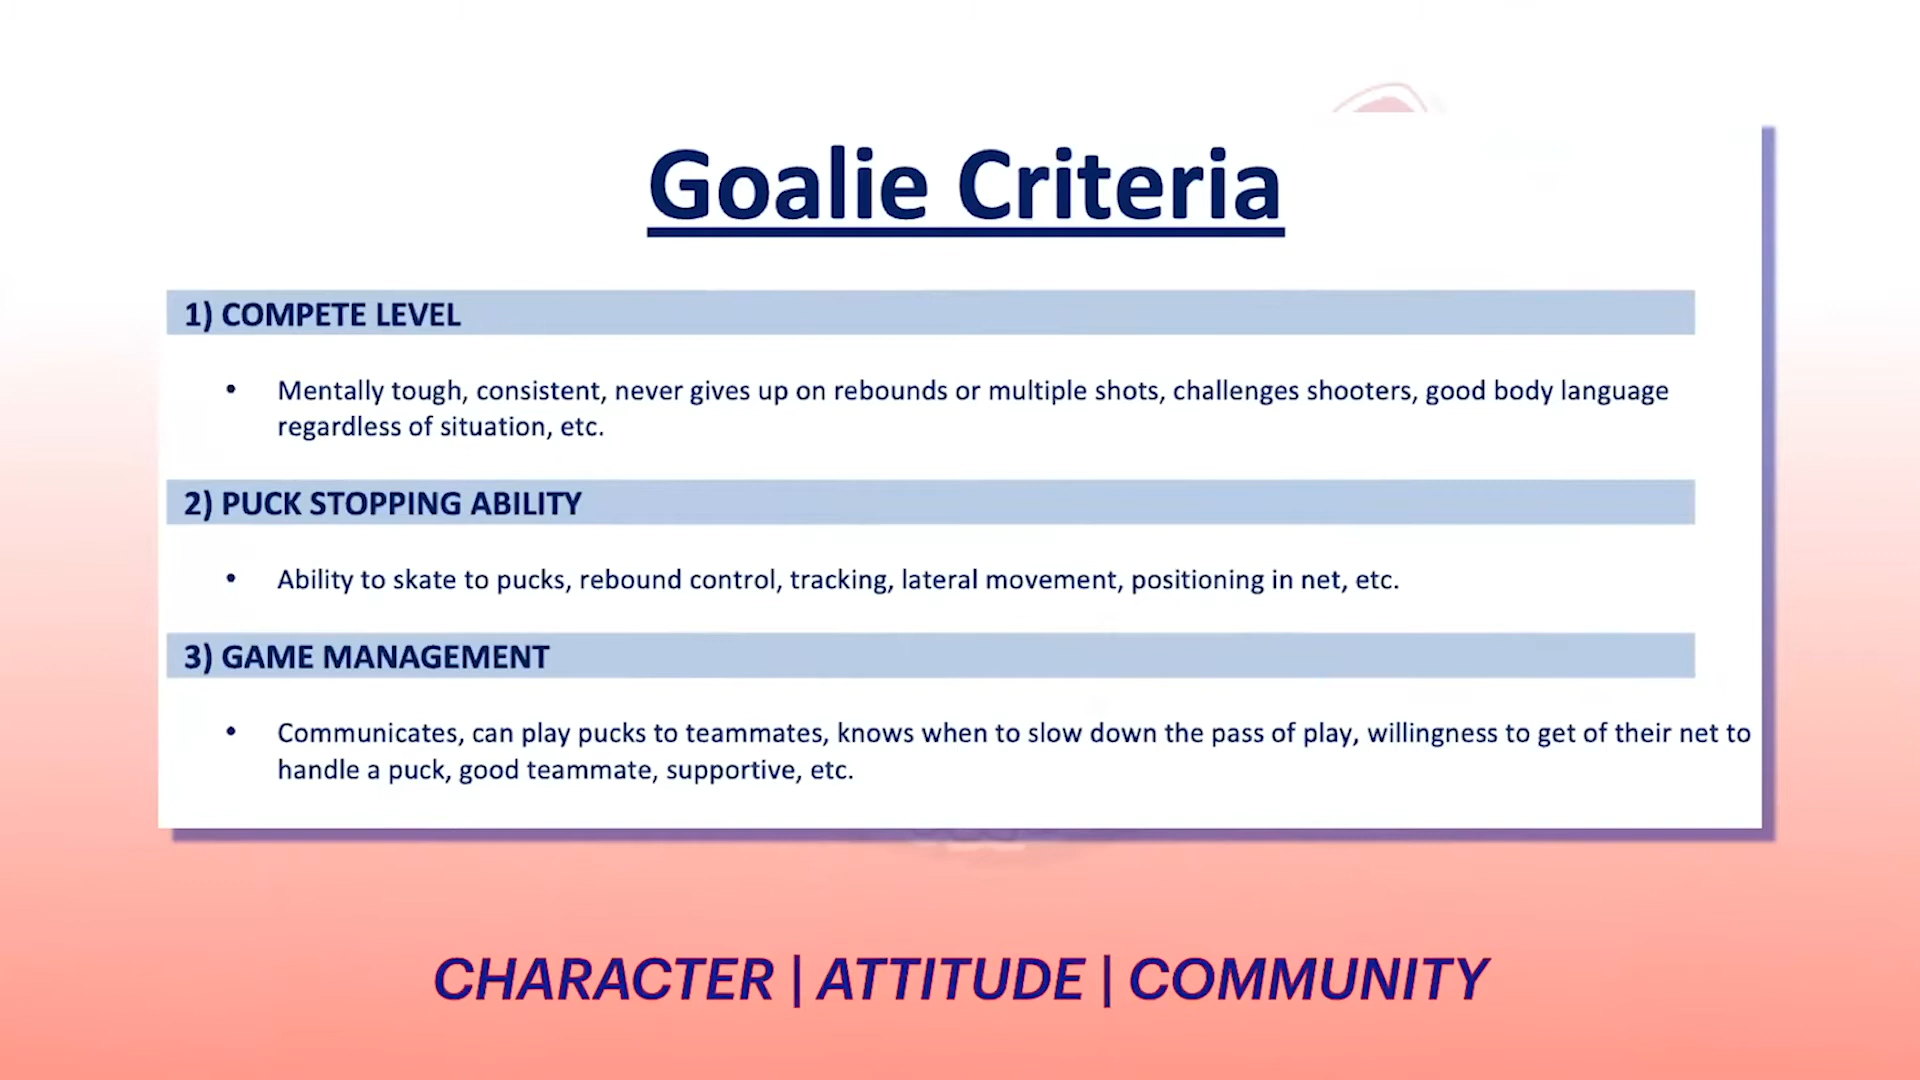 Goalie Criteria
1) COMPETE LEVEL
• Mentally tough, consistent, never gives up on rebounds or multiple shots, challenges shooters, good body language
regardless of situation, etc.
2) PUCK STOPPING ABILITY
• Ability to skate to pucks, rebound control, tracking, lateral movement, positioning in net, etc.
3) GAME MANAGEMENT
• Communicates, can play pucks to teammates, knows when to slow down the pass of play, willingness to get of their net to
handle a puck, good teammate, supportive, etc.
CHARACTER | ATTITUDE | COMMUNITY